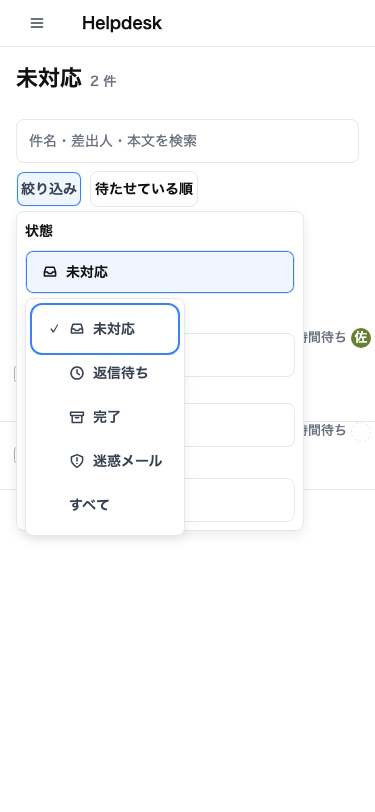 Helpdesk
未対応 2 件
件名・差出人・本文を検索
絞り込み 待たせている順
状態
未対応
✓ 未対応
返信待ち
完了
迷惑メール
すべて
時間待ち 佐
時間待ち